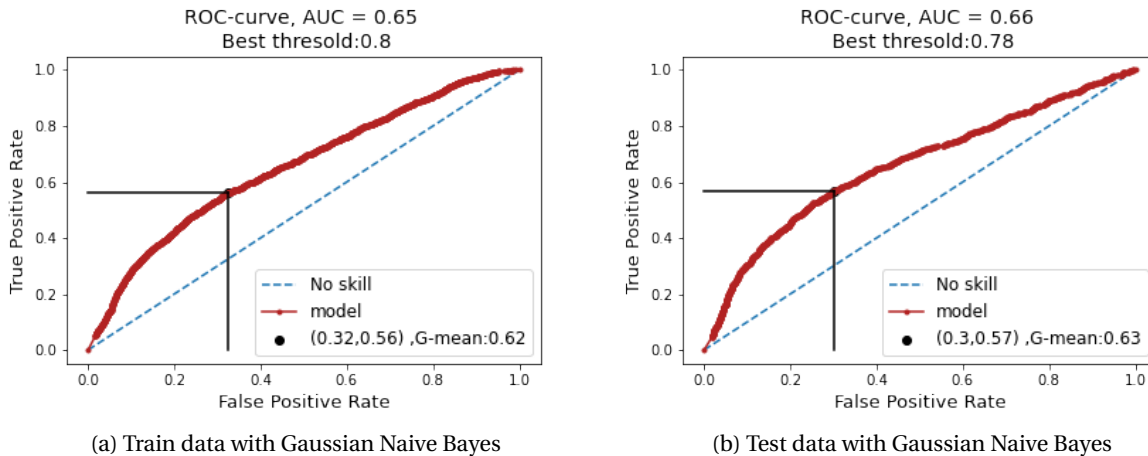 ROC-curve, AUC = 0.65
Best thresold:0.8
True Positive Rate
1.0
0.8
0.6
0.4
0.2
0.0
0.0 0.2 0.4 0.6 0.8 1.0
False Positive Rate
No skill
model
(0.32,0.56) ,G-mean:0.62
(a) Train data with Gaussian Naive Bayes
ROC-curve, AUC = 0.66
Best thresold:0.78
True Positive Rate
1.0
0.8
0.6
0.4
0.2
0.0
0.0 0.2 0.4 0.6 0.8 1.0
False Positive Rate
No skill
model
(0.3,0.57) ,G-mean:0.63
(b) Test data with Gaussian Naive Bayes